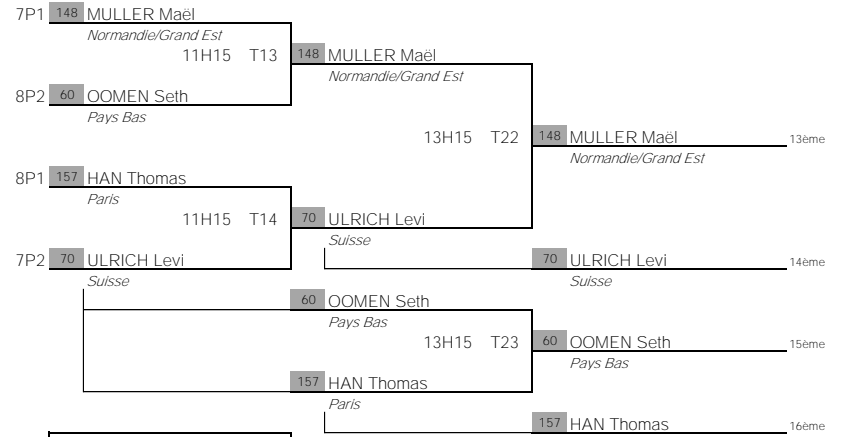 7P1 148 MULLER Maël
Normandie/Grand Est
11H15 T13 148 MULLER Maël
Normandie/Grand Est
8P2 60 OOMEN Seth
Pays Bas
13H15 T22 148 MULLER Maël 13ème
Normandie/Grand Est
8P1 157 HAN Thomas
Paris
11H15 T14 70 ULRICH Levi
Suisse
7P2 70 ULRICH Levi 70 ULRICH Levi 14ème
Suisse Suisse
60 OOMEN Seth
Pays Bas
13H15 T23 60 OOMEN Seth 15ème
Pays Bas
157 HAN Thomas
Paris
157 HAN Thomas 16ème